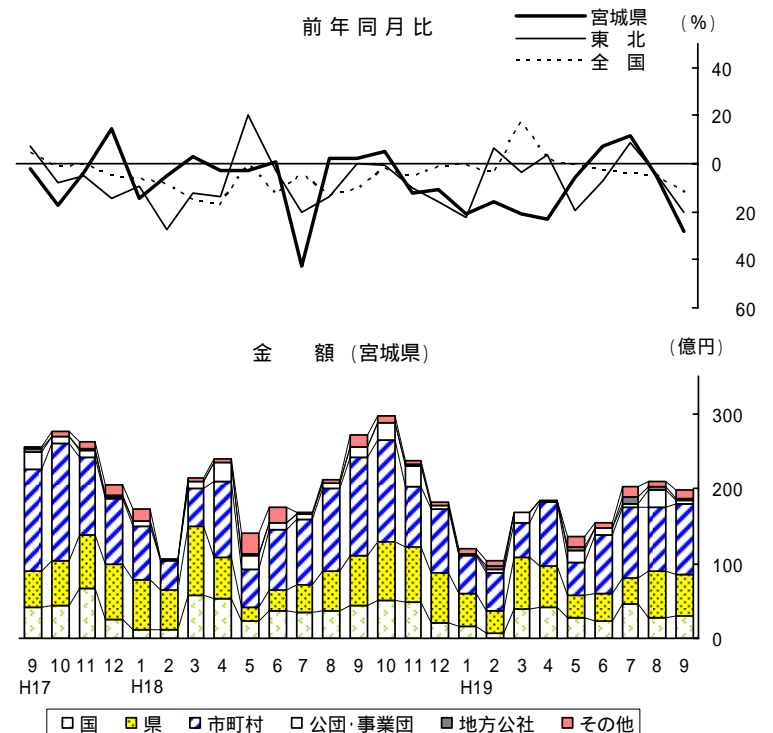 前年同月比
(%)
宮城県
東 北
全 国
40
20
0
20
40
60
金 額 (宮城県)
(億円)
300
200
100
0
9 10 11 12 1 2 3 4 5 6 7 8 9 10 11 12 1 2 3 4 5 6 7 8 9
H17 H18 H19
国 県 市町村 公団・事業団 地方公社 その他